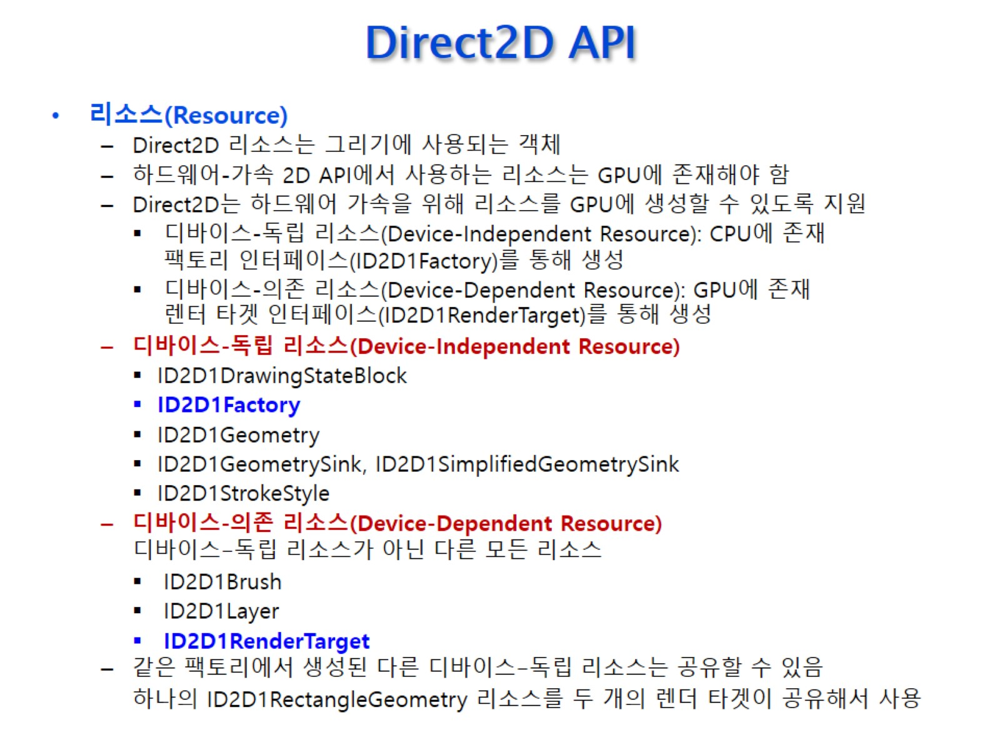 Direct2D API
• 리소스(Resource)
– Direct2D 리소스는 그리기에 사용되는 객체
– 하드웨어-가속 2D API에서 사용하는 리소스는 GPU에 존재해야 함
– Direct2D는 하드웨어 가속을 위해 리소스를 GPU에 생성할 수 있도록 지원
▪ 디바이스-독립 리소스(Device-Independent Resource): CPU에 존재
팩토리 인터페이스(ID2D1Factory)를 통해 생성
▪ 디바이스-의존 리소스(Device-Dependent Resource): GPU에 존재
렌터 타겟 인터페이스(ID2D1RenderTarget)를 통해 생성
– 디바이스-독립 리소스(Device-Independent Resource)
▪ ID2D1DrawingStateBlock
▪ ID2D1Factory
▪ ID2D1Geometry
▪ ID2D1GeometrySink, ID2D1SimplifiedGeometrySink
▪ ID2D1StrokeStyle
– 디바이스-의존 리소스(Device-Dependent Resource)
디바이스–독립 리소스가 아닌 다른 모든 리소스
▪ ID2D1Brush
▪ ID2D1Layer
▪ ID2D1RenderTarget
– 같은 팩토리에서 생성된 다른 디바이스–독립 리소스는 공유할 수 있음
하나의 ID2D1RectangleGeometry 리소스를 두 개의 렌더 타겟이 공유해서 사용